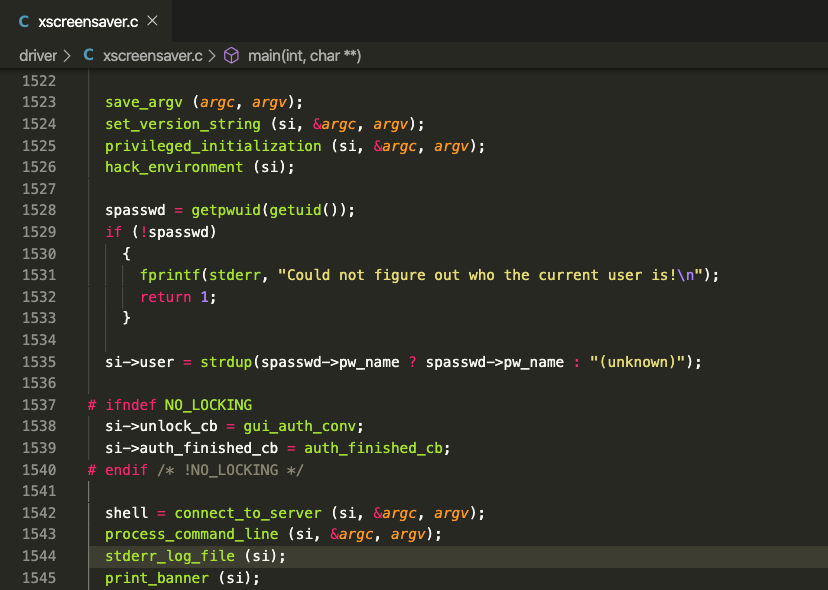 C xscreensaver.c ×
driver > C xscreensaver.c > main(int, char **)
1522
1523 save_argv (argc, argv);
1524 set_version_string (si, &argc, argv);
1525 privileged_initialization (si, &argc, argv);
1526 hack_environment (si);
1527
1528 spasswd = getpwuid(getuid());
1529 if (!spasswd)
1530 {
1531 fprintf(stderr, "Could not figure out who the current user is!\n");
1532 return 1;
1533 }
1534
1535 si->user = strdup(spasswd->pw_name ? spasswd->pw_name : "(unknown)");
1536
1537 # ifndef NO_LOCKING
1538 si->unlock_cb = gui_auth_conv;
1539 si->auth_finished_cb = auth_finished_cb;
1540 # endif /* !NO_LOCKING */
1541
1542 shell = connect_to_server (si, &argc, argv);
1543 process_command_line (si, &argc, argv);
1544 stderr_log_file (si);
1545 print_banner (si);